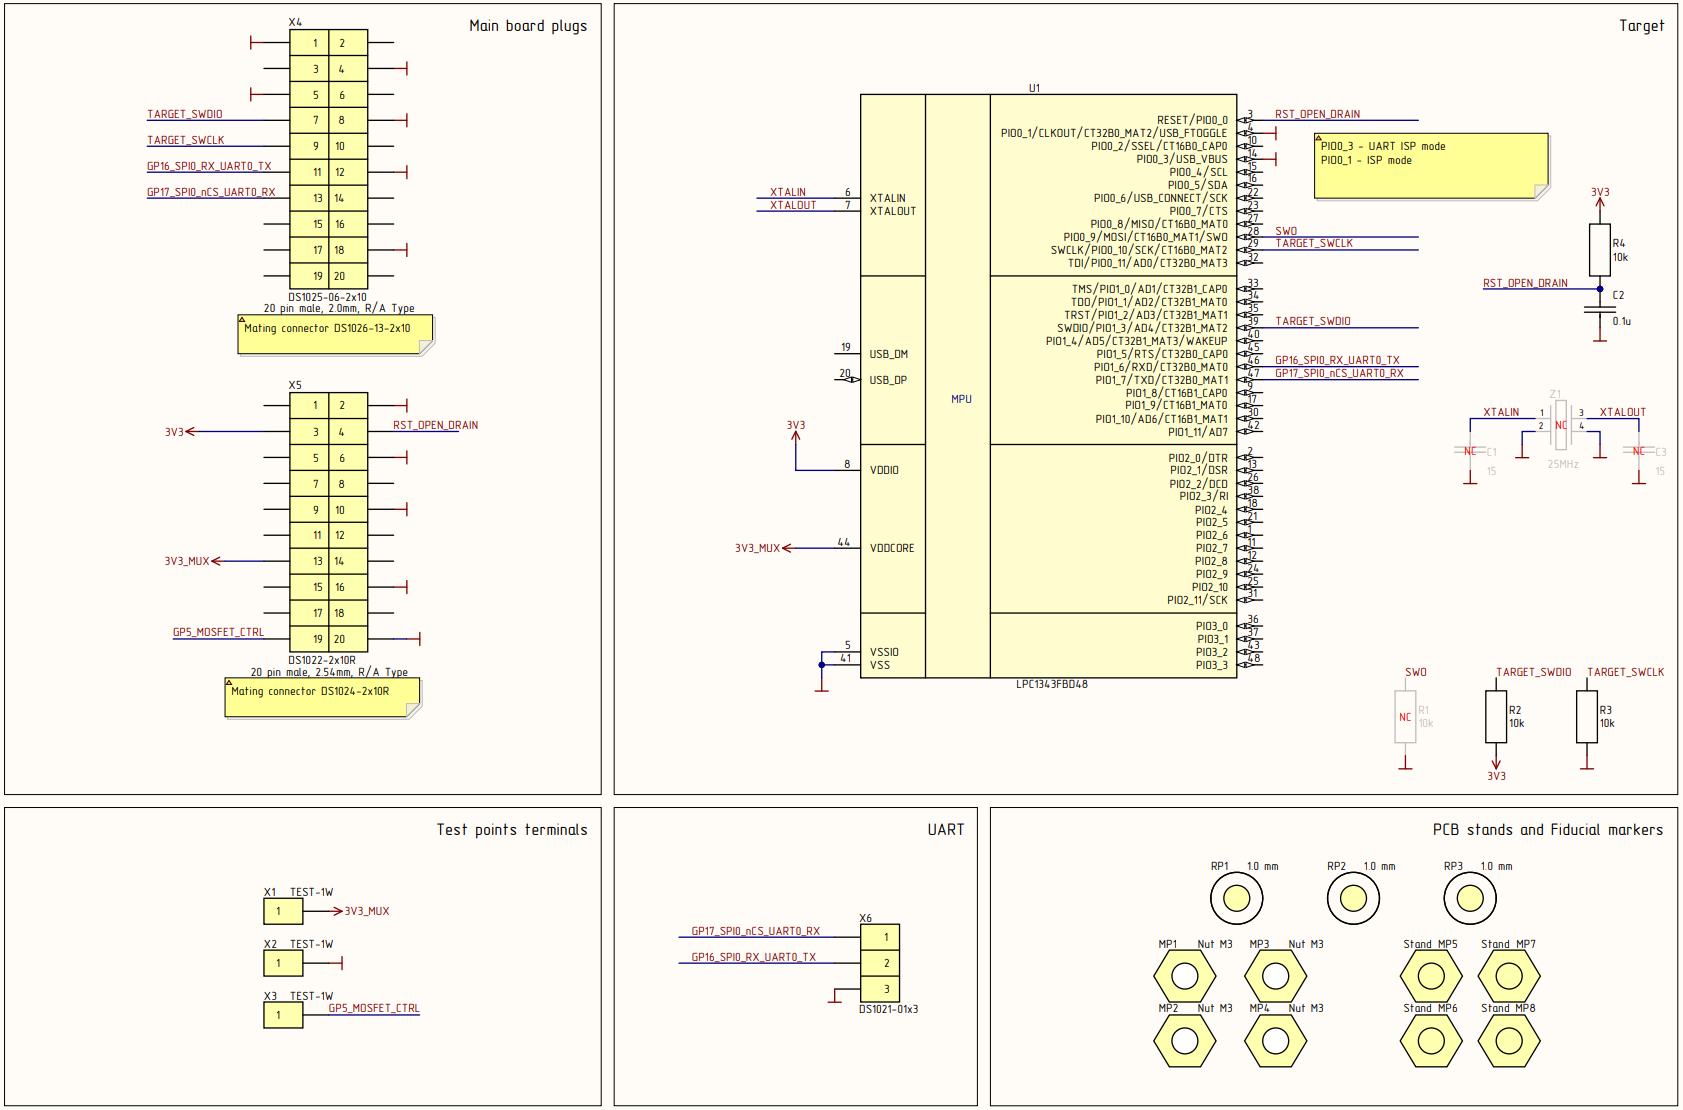 Main board plugs
X4
1 2
3 4
5 6
TARGET_SWDIO
7 8
TARGET_SWCLK
9 10
GP16_SPI0_RX_UART0_TX
11 12
GP17_SPI0_nCS_UART0_RX
13 14
15 16
17 18
19 20
DS1025-06-2x10
20 pin male, 2.0mm, R/A Type
Mating connector DS1026-13-2x10
X5
1 2
3V3 3 4 RST_OPEN_DRAIN
5 6
7 8
9 10
11 12
3V3_MUX 13 14
15 16
17 18
GP5_MOSFET_CTRL 19 20
DS1022-2x10R
20 pin male, 2.54mm, R/A Type
Mating connector DS1024-2x10R
Target
U1
XTALIN 6 XTALIN
XTALOUT 7 XTALOUT
19 USB_DM
20 USB_DP
3V3
8 VDDIO
3V3_MUX 44 VDDCORE
5 VSSIO
41 VSS
MPU
RESET/PIO0_0 3 RST_OPEN_DRAIN
PIO0_1/CLKOUT/CT32B0_MAT2/USB_FTOGGLE 4
PIO0_2/SSEL/CT16B0_CAP0 10
PIO0_3/USB_VBUS 14
PIO0_4/SCL 15
PIO0_5/SDA 16
PIO0_6/USB_CONNECT/SCK 22
PIO0_7/CTS 23
PIO0_8/MISO/CT16B0_MAT0 27
PIO0_9/MOSI/CT16B0_MAT1/SWO 28 SWO
SWCLK/PIO0_10/SCK/CT16B0_MAT2 29 TARGET_SWCLK
TDI/PIO0_11/AD0/CT32B0_MAT3 32
TMS/PIO1_0/AD1/CT32B1_CAP0 33
TDO/PIO1_1/AD2/CT32B1_MAT0 34
TRST/PIO1_2/AD3/CT32B1_MAT1 35
SWDIO/PIO1_3/AD4/CT32B1_MAT2 39 TARGET_SWDIO
PIO1_4/AD5/CT32B1_MAT3/WAKEUP 40
PIO1_5/RTS/CT32B0_CAP0 45
PIO1_6/RXD/CT32B0_MAT0 46 GP16_SPI0_RX_UART0_TX
PIO1_7/TXD/CT32B0_MAT1 47 GP17_SPI0_nCS_UART0_RX
PIO1_8/CT16B1_CAP0 9
PIO1_9/CT16B1_MAT0 17
PIO1_10/AD6/CT16B1_MAT1 30
PIO1_11/AD7 42
PIO2_0/DTR 2
PIO2_1/DSR 13
PIO2_2/DCD 26
PIO2_3/RI 38
PIO2_4 18
PIO2_5 21
PIO2_6 1
PIO2_7 11
PIO2_8 12
PIO2_9 24
PIO2_10 25
PIO2_11/SCK 31
PIO3_0 36
PIO3_1 37
PIO3_2 43
PIO3_3 48
LPC1343FBD48
PIO0_3 - UART ISP mode
PIO0_1 - ISP mode
3V3
R4
10k
RST_OPEN_DRAIN
C2
0.1u
Z1
XTALIN 1 3 XTALOUT
2 NC 4
25MHz
NC C1
15
NC C3
15
SWO
NC R1
10k
TARGET_SWDIO
R2
10k
3V3
TARGET_SWCLK
R3
10k
Test points terminals
X1 TEST-1W
1 3V3_MUX
X2 TEST-1W
1
X3 TEST-1W
1 GP5_MOSFET_CTRL
UART
X6
GP17_SPI0_nCS_UART0_RX 1
GP16_SPI0_RX_UART0_TX 2
3
DS1021-01x3
PCB stands and Fiducial markers
RP1 1.0 mm RP2 1.0 mm RP3 1.0 mm
MP1 Nut M3 MP3 Nut M3 Stand MP5 Stand MP7
MP2 Nut M3 MP4 Nut M3 Stand MP6 Stand MP8